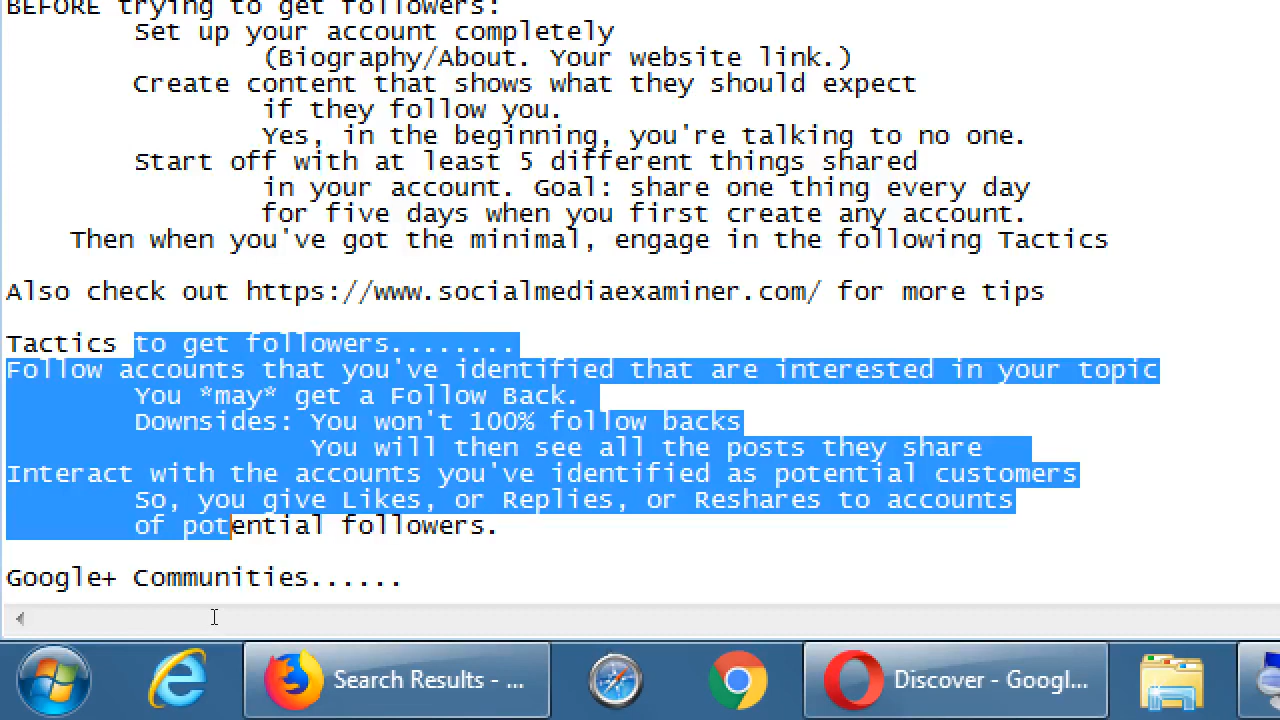 BEFORE trying to get followers:
Set up your account completely
(Biography/About. Your website link.)
Create content that shows what they should expect
if they follow you.
Yes, in the beginning, you're talking to no one.
Start off with at least 5 different things shared
in your account. Goal: share one thing every day
for five days when you first create any account.
Then when you've got the minimal, engage in the following Tactics
Also check out https://www.socialmediaexaminer.com/ for more tips
Tactics to get followers........
Follow accounts that you've identified that are interested in your topic
You *may* get a Follow Back.
Downsides: You won't 100% follow backs
You will then see all the posts they share
Interact with the accounts you've identified as potential customers
So, you give Likes, or Replies, or Reshares to accounts
of potential followers.
Google+ Communities......
Search Results - ...
Discover - Googl...